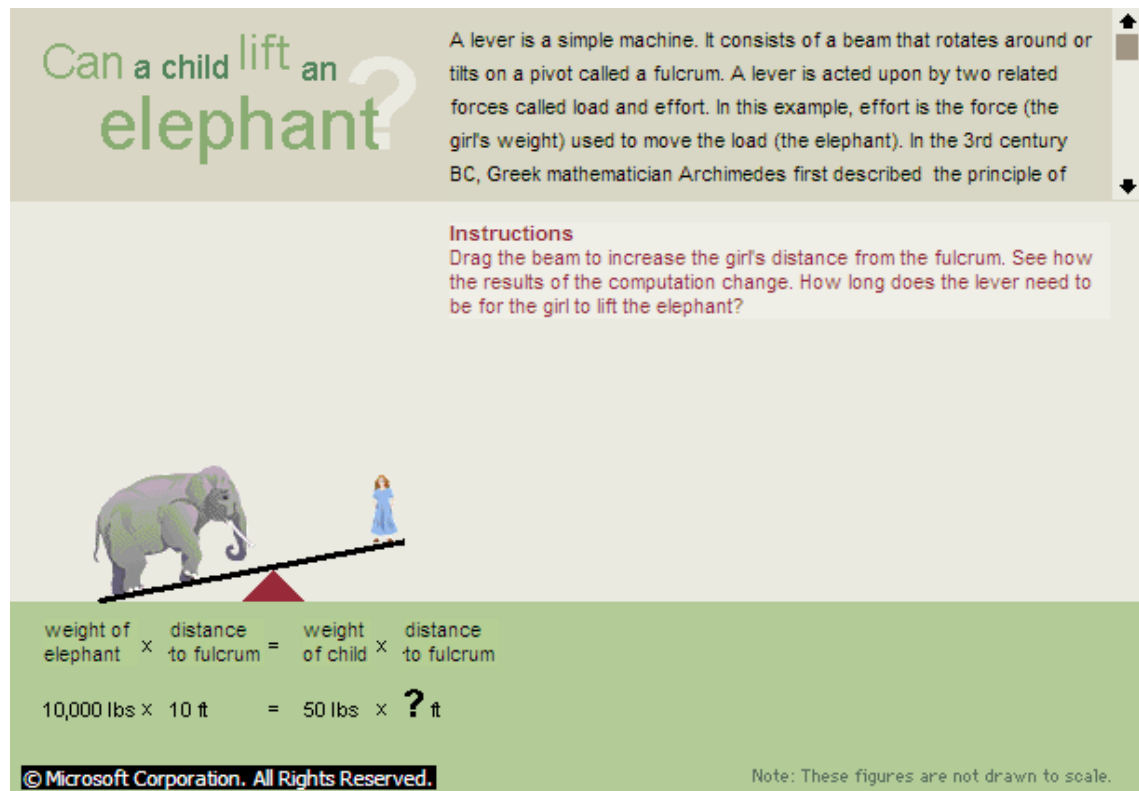 Can a child lift an
elephant?
A lever is a simple machine. It consists of a beam that rotates around or
tilts on a pivot called a fulcrum. A lever is acted upon by two related
forces called load and effort. In this example, effort is the force (the
girl's weight) used to move the load (the elephant). In the 3rd century
BC, Greek mathematician Archimedes first described the principle of
Instructions
Drag the beam to increase the girl's distance from the fulcrum. See how
the results of the computation change. How long does the lever need to
be for the girl to lift the elephant?
weight of elephant x distance to fulcrum = weight of child x distance to fulcrum
10,000 lbs x 10 ft = 50 lbs x ? ft
© Microsoft Corporation. All Rights Reserved.
Note: These figures are not drawn to scale.